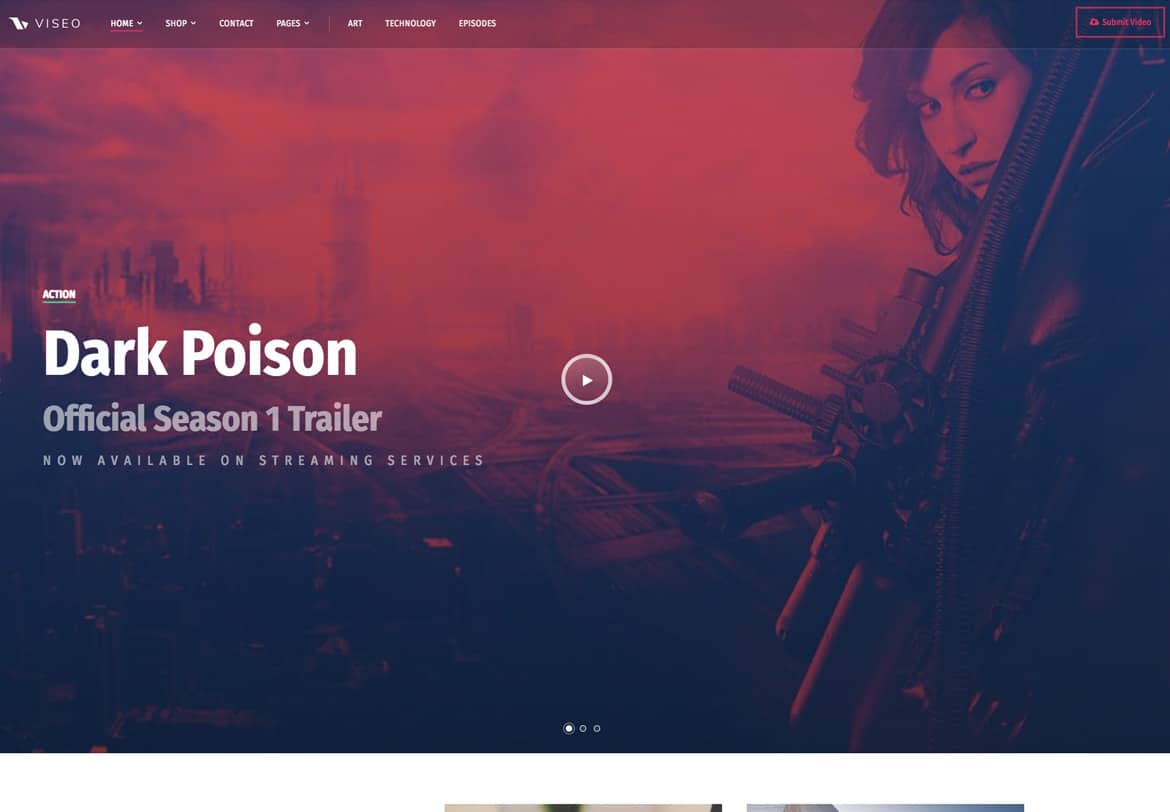 VISEO HOME SHOP CONTACT PAGES ART TECHNOLOGY EPISODES Submit Video
ACTION
Dark Poison
Official Season 1 Trailer
NOW AVAILABLE ON STREAMING SERVICES